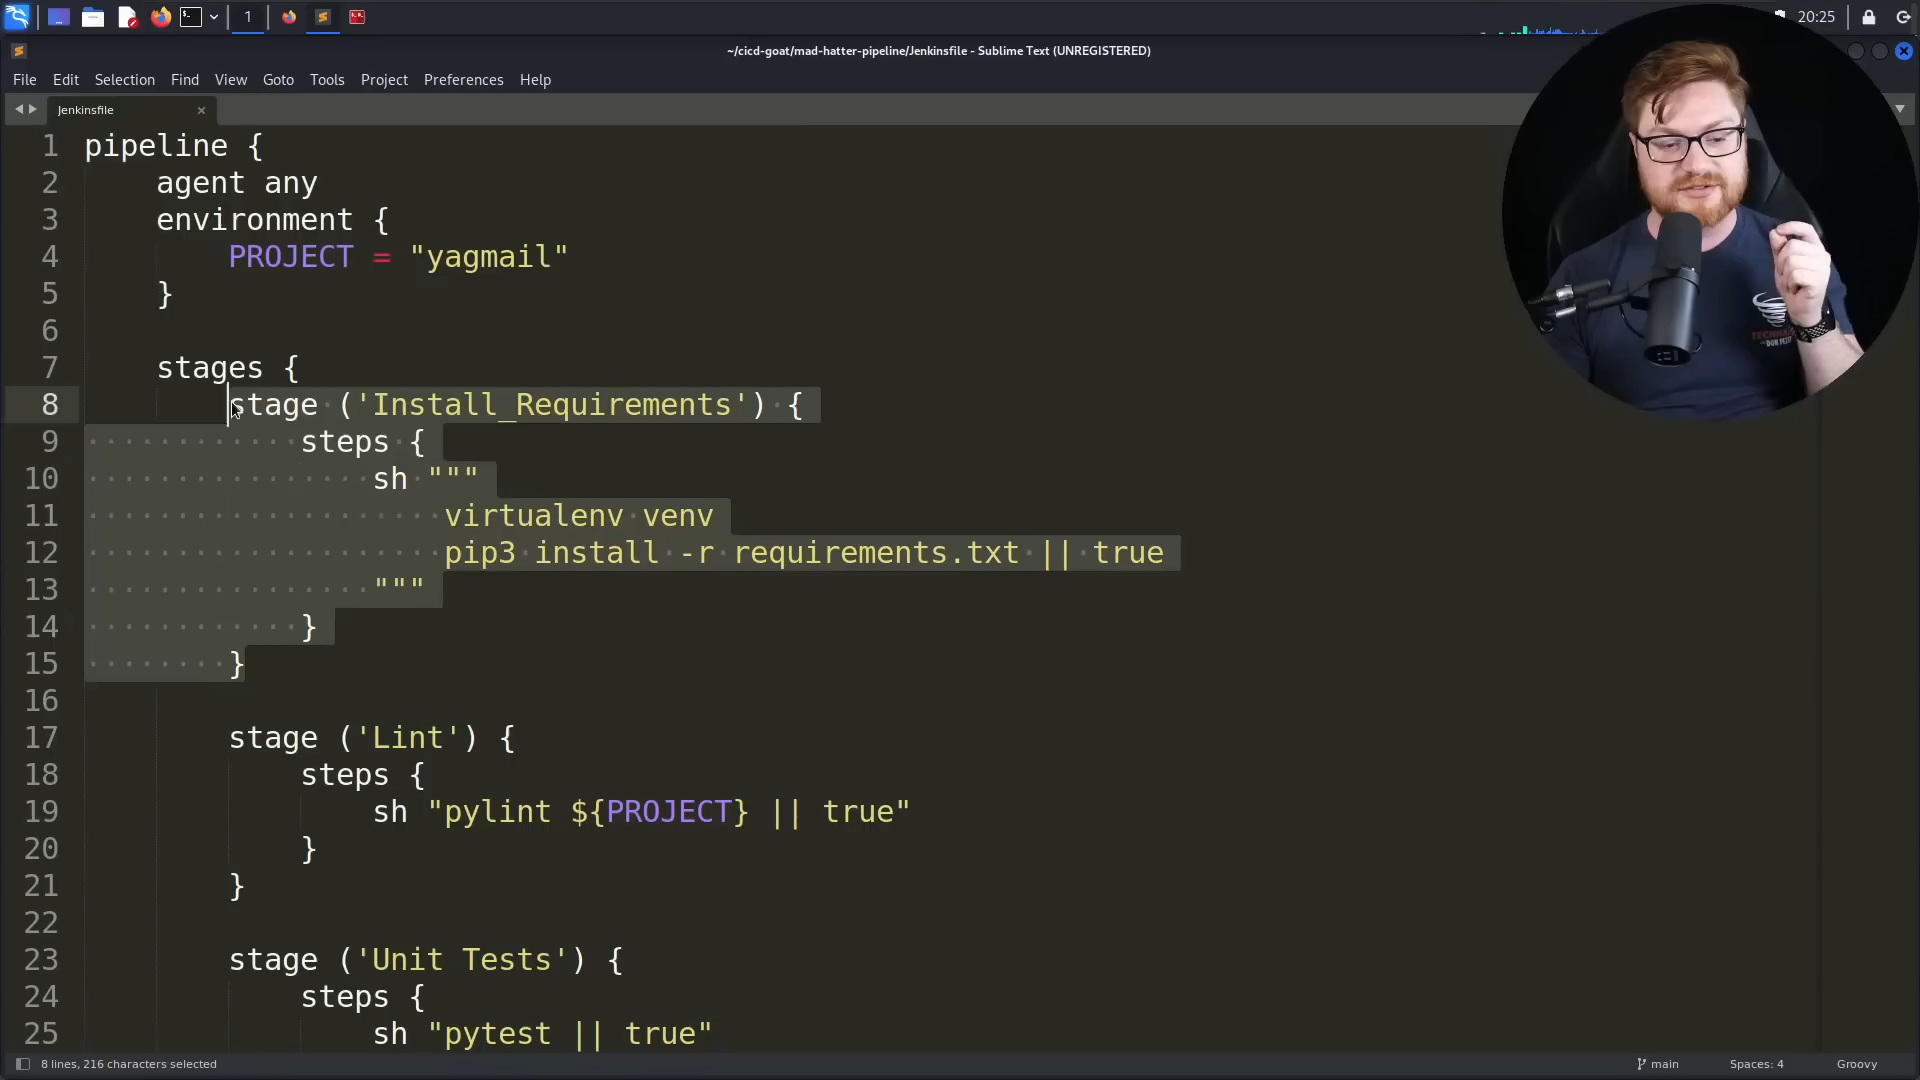 1
20:25
~/cicd-goat/mad-hatter-pipeline/Jenkinsfile - Sublime Text (UNREGISTERED)
File Edit Selection Find View Goto Tools Project Preferences Help
Jenkinsfile ×
1 pipeline {
2 agent any
3 environment {
4 PROJECT = "yagmail"
5 }
6
7 stages {
8 stage ('Install_Requirements') {
9 steps {
10 sh """
11 virtualenv venv
12 pip3 install -r requirements.txt || true
13 """
14 }
15 }
16
17 stage ('Lint') {
18 steps {
19 sh "pylint ${PROJECT} || true"
20 }
21 }
22
23 stage ('Unit Tests') {
24 steps {
25 sh "pytest || true"
8 lines, 216 characters selected
main
Spaces: 4
Groovy